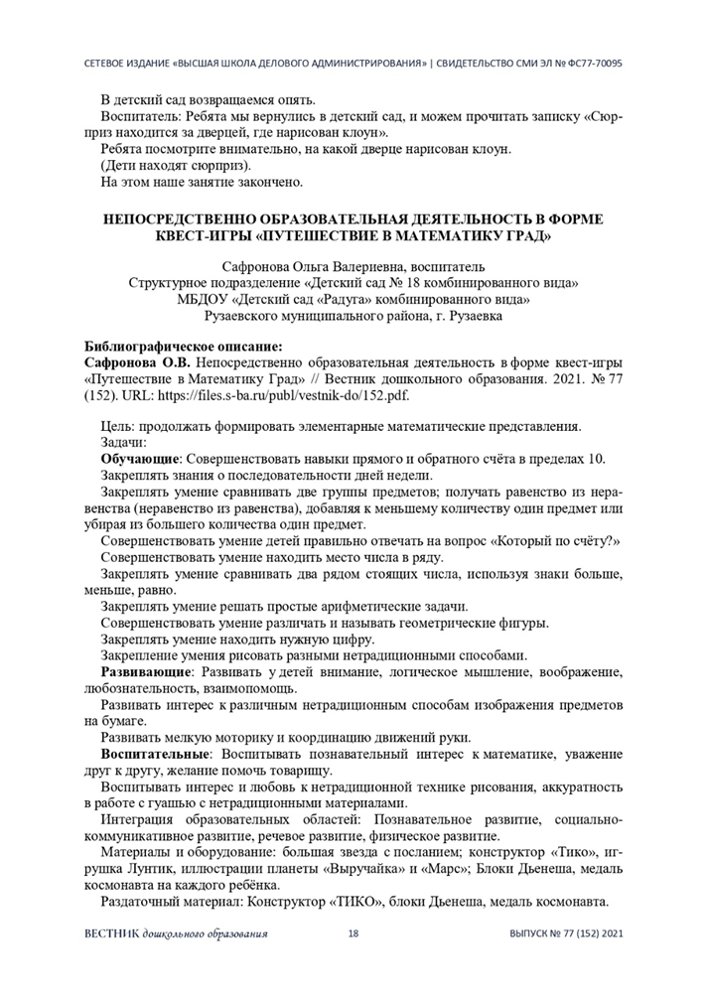 СЕТЕВОЕ ИЗДАНИЕ «ВЫСШАЯ ШКОЛА ДЕЛОВОГО АДМИНИСТРИРОВАНИЯ» | СВИДЕТЕЛЬСТВО СМИ ЭЛ № ФС77-70095
В детский сад возвращаемся опять.
Воспитатель: Ребята мы вернулись в детский сад, и можем прочитать записку «Сюр-
приз находится за дверцей, где нарисован клоун».
Ребята посмотрите внимательно, на какой дверце нарисован клоун.
(Дети находят сюрприз).
На этом наше занятие закончено.
НЕПОСРЕДСТВЕННО ОБРАЗОВАТЕЛЬНАЯ ДЕЯТЕЛЬНОСТЬ В ФОРМЕ
КВЕСТ-ИГРЫ «ПУТЕШЕСТВИЕ В МАТЕМАТИКУ ГРАД»
Сафронова Ольга Валериевна, воспитатель
Структурное подразделение «Детский сад № 18 комбинированного вида»
МБДОУ «Детский сад «Радуга» комбинированного вида»
Рузаевского муниципального района, г. Рузаевка
Библиографическое описание:
Сафронова О.В. Непосредственно образовательная деятельность в форме квест-игры
«Путешествие в Математику Град» // Вестник дошкольного образования. 2021. № 77
(152). URL: https://files.s-ba.ru/publ/vestnik-do/152.pdf.
Цель: продолжать формировать элементарные математические представления.
Задачи:
Обучающие: Совершенствовать навыки прямого и обратного счёта в пределах 10.
Закреплять знания о последовательности дней недели.
Закреплять умение сравнивать две группы предметов; получать равенство из нера-
венства (неравенство из равенства), добавляя к меньшему количеству один предмет или
убирая из большего количества один предмет.
Совершенствовать умение детей правильно отвечать на вопрос «Который по счёту?»
Совершенствовать умение находить место числа в ряду.
Закреплять умение сравнивать два рядом стоящих числа, используя знаки больше,
меньше, равно.
Закреплять умение решать простые арифметические задачи.
Совершенствовать умение различать и называть геометрические фигуры.
Закреплять умение находить нужную цифру.
Закрепление умения рисовать разными нетрадиционными способами.
Развивающие: Развивать у детей внимание, логическое мышление, воображение,
любознательность, взаимопомощь.
Развивать интерес к различным нетрадиционным способам изображения предметов
на бумаге.
Развивать мелкую моторику и координацию движений руки.
Воспитательные: Воспитывать познавательный интерес к математике, уважение
друг к другу, желание помочь товарищу.
Воспитывать интерес и любовь к нетрадиционной технике рисования, аккуратность
в работе с гуашью с нетрадиционными материалами.
Интеграция образовательных областей: Познавательное развитие, социально-
коммуникативное развитие, речевое развитие, физическое развитие.
Материалы и оборудование: большая звезда с посланием; конструктор «Тико», иг-
рушка Лунтик, иллюстрации планеты «Выручайка» и «Марс»; Блоки Дьенеша, медаль
космонавта на каждого ребёнка.
Раздаточный материал: Конструктор «ТИКО», блоки Дьенеша, медаль космонавта.
ВЕСТНИК дошкольного образования 18 ВЫПУСК № 77 (152) 2021